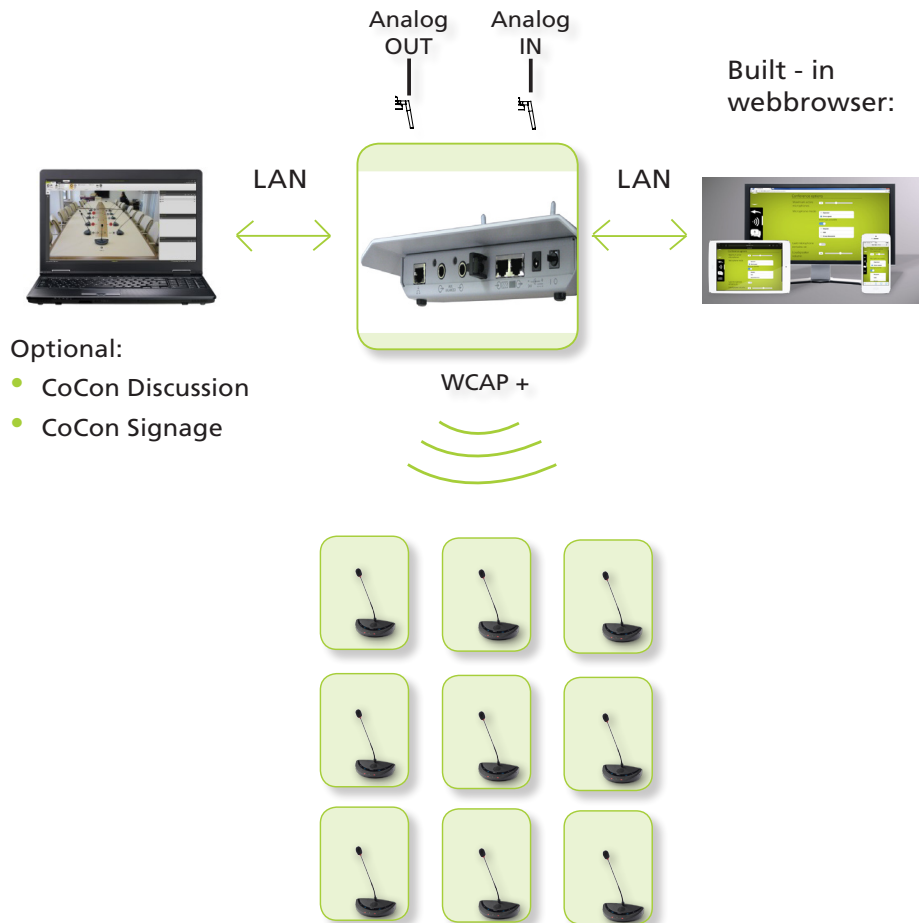 Analog
OUT
Analog
IN
Built - in
webbrowser:
LAN
LAN
Optional:
• CoCon Discussion
• CoCon Signage
WCAP +